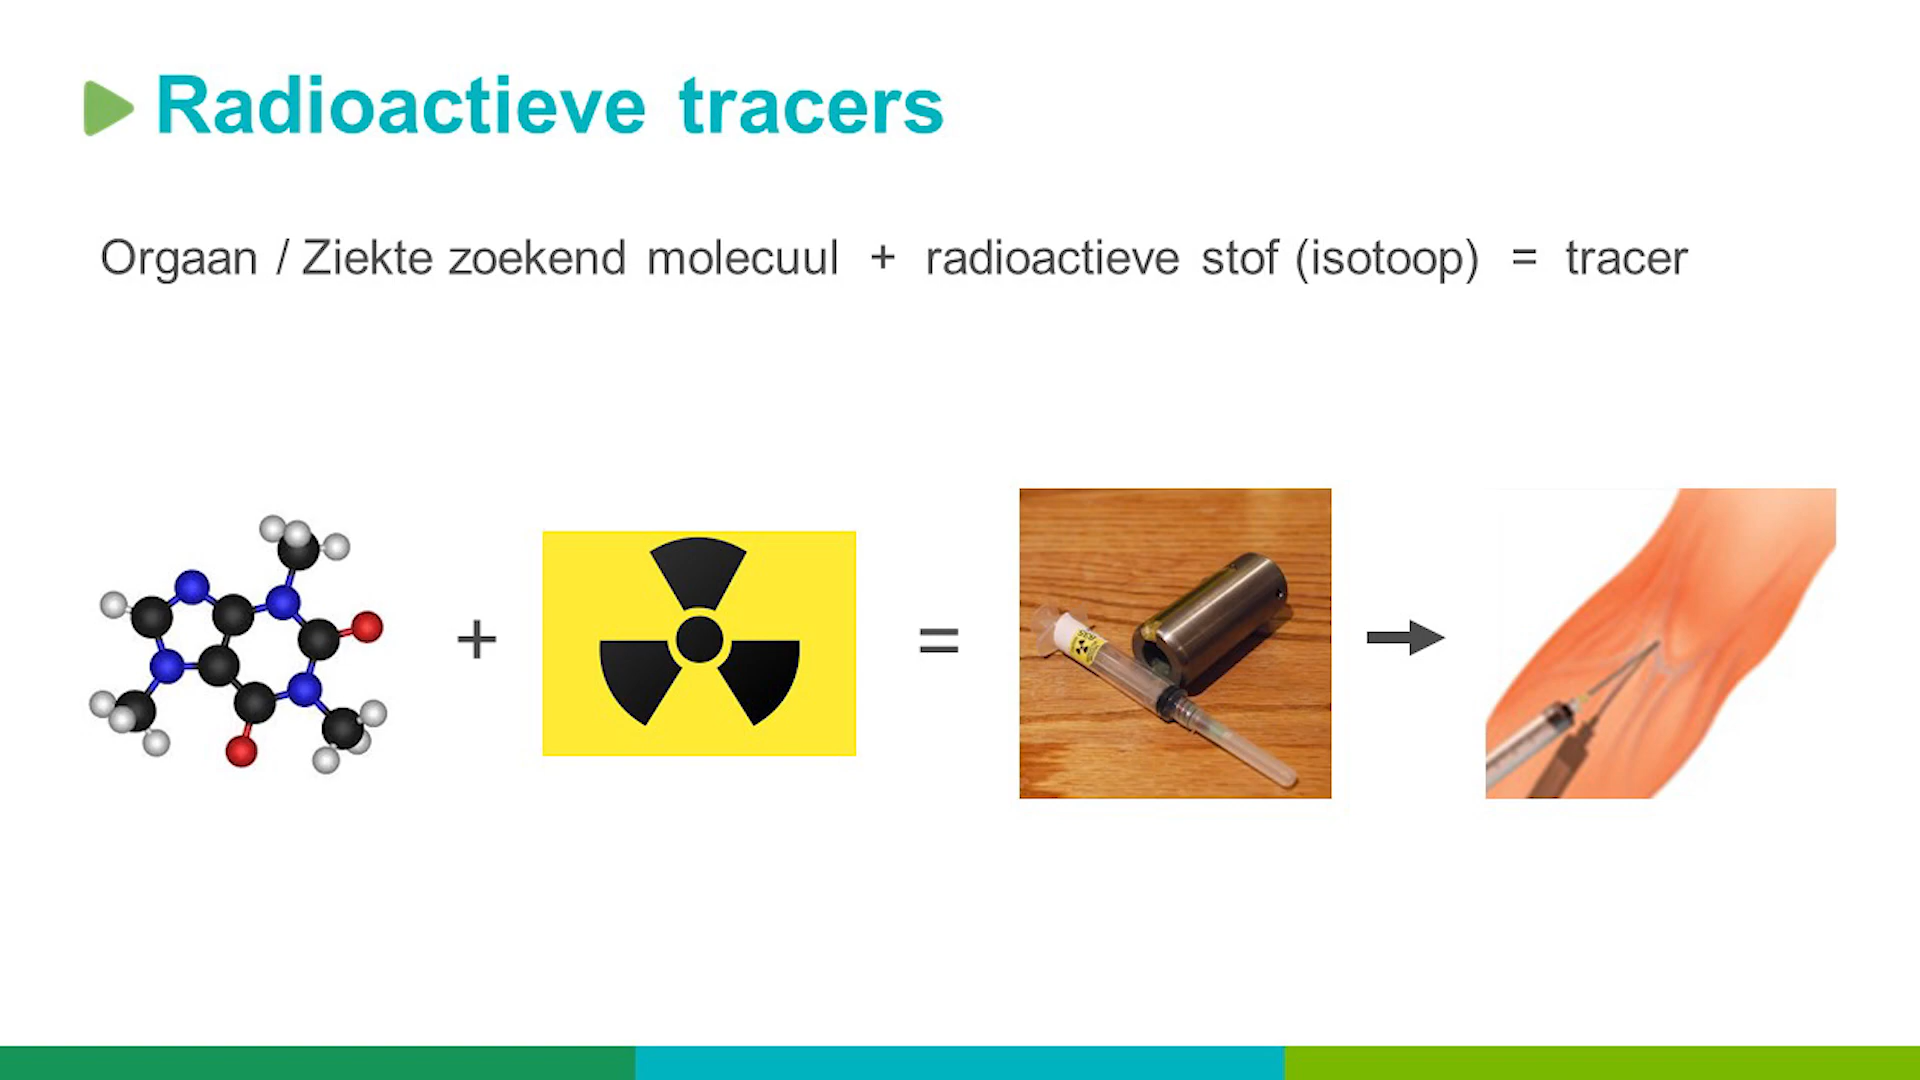 Radioactieve tracers
Orgaan / Ziekte zoekend molecuul + radioactieve stof (isotoop) = tracer
+ =